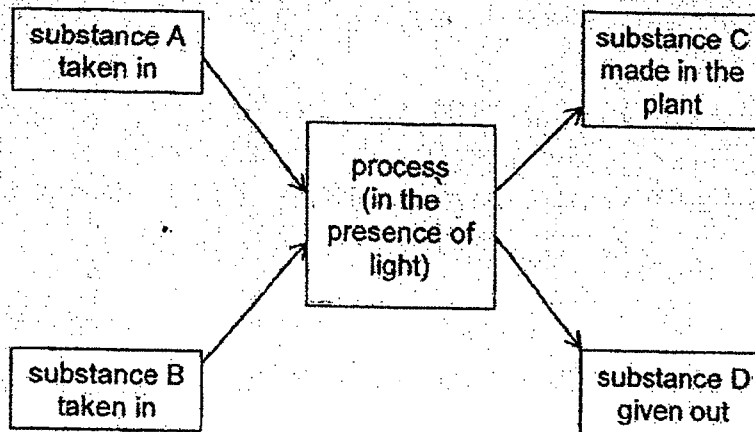 substance A
taken in
substance C
made in the
plant
process
(in the
presence of
light)
substance B
taken in
substance D
given out